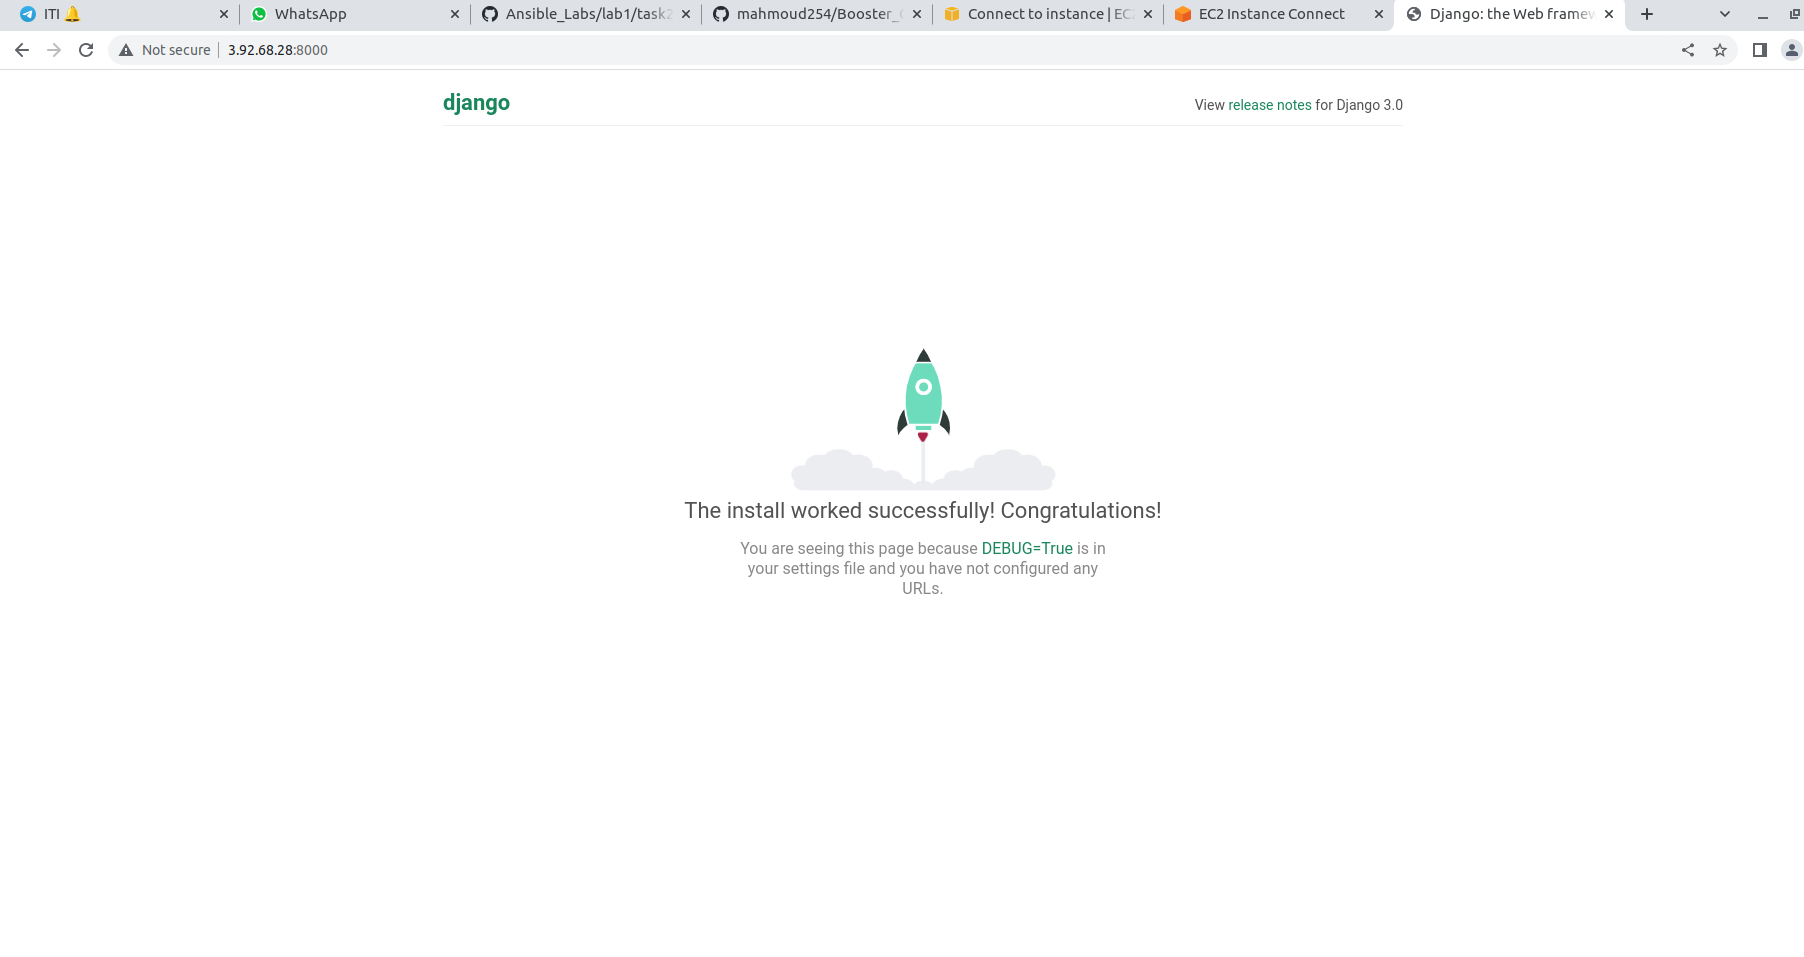 ITI
WhatsApp
Ansible_Labs/lab1/task2
mahmoud254/Booster_
Connect to instance | EC2
EC2 Instance Connect
Django: the Web framew
Not secure
3.92.68.28:8000
django
View release notes for Django 3.0
The install worked successfully! Congratulations!
You are seeing this page because DEBUG=True is in
your settings file and you have not configured any
URLs.